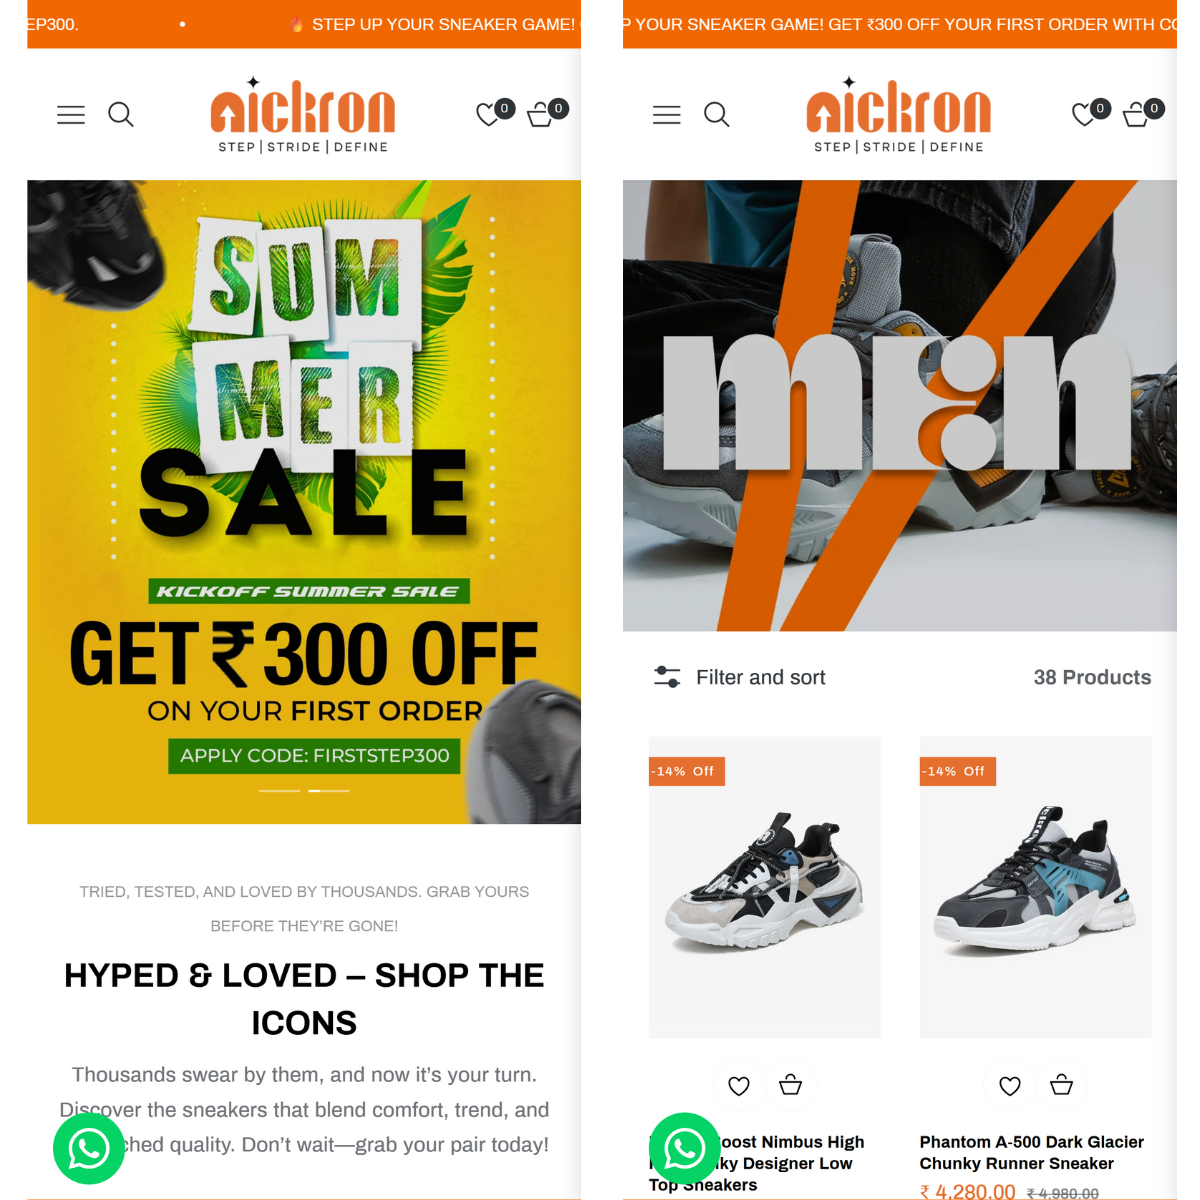 EP300.
•
🔥 STEP UP YOUR SNEAKER GAME!
nickron
STEP | STRIDE | DEFINE
0
0
SUM
MER
SALE
KICKOFF SUMMER SALE
GET ₹300 OFF
ON YOUR FIRST ORDER
APPLY CODE: FIRSTSTEP300
TRIED, TESTED, AND LOVED BY THOUSANDS. GRAB YOURS
BEFORE THEY'RE GONE!
HYPED & LOVED – SHOP THE
ICONS
Thousands swear by them, and now it's your turn.
Discover the sneakers that blend comfort, trend, and
ched quality. Don't wait—grab your pair today!
P YOUR SNEAKER GAME! GET ₹300 OFF YOUR FIRST ORDER WITH CO
nickron
STEP | STRIDE | DEFINE
0
0
men
Filter and sort
38 Products
-14% Off
-14% Off
oost Nimbus High
ky Designer Low
Top Sneakers
Phantom A-500 Dark Glacier
Chunky Runner Sneaker
₹ 4,280.00 ₹ 4,980.00